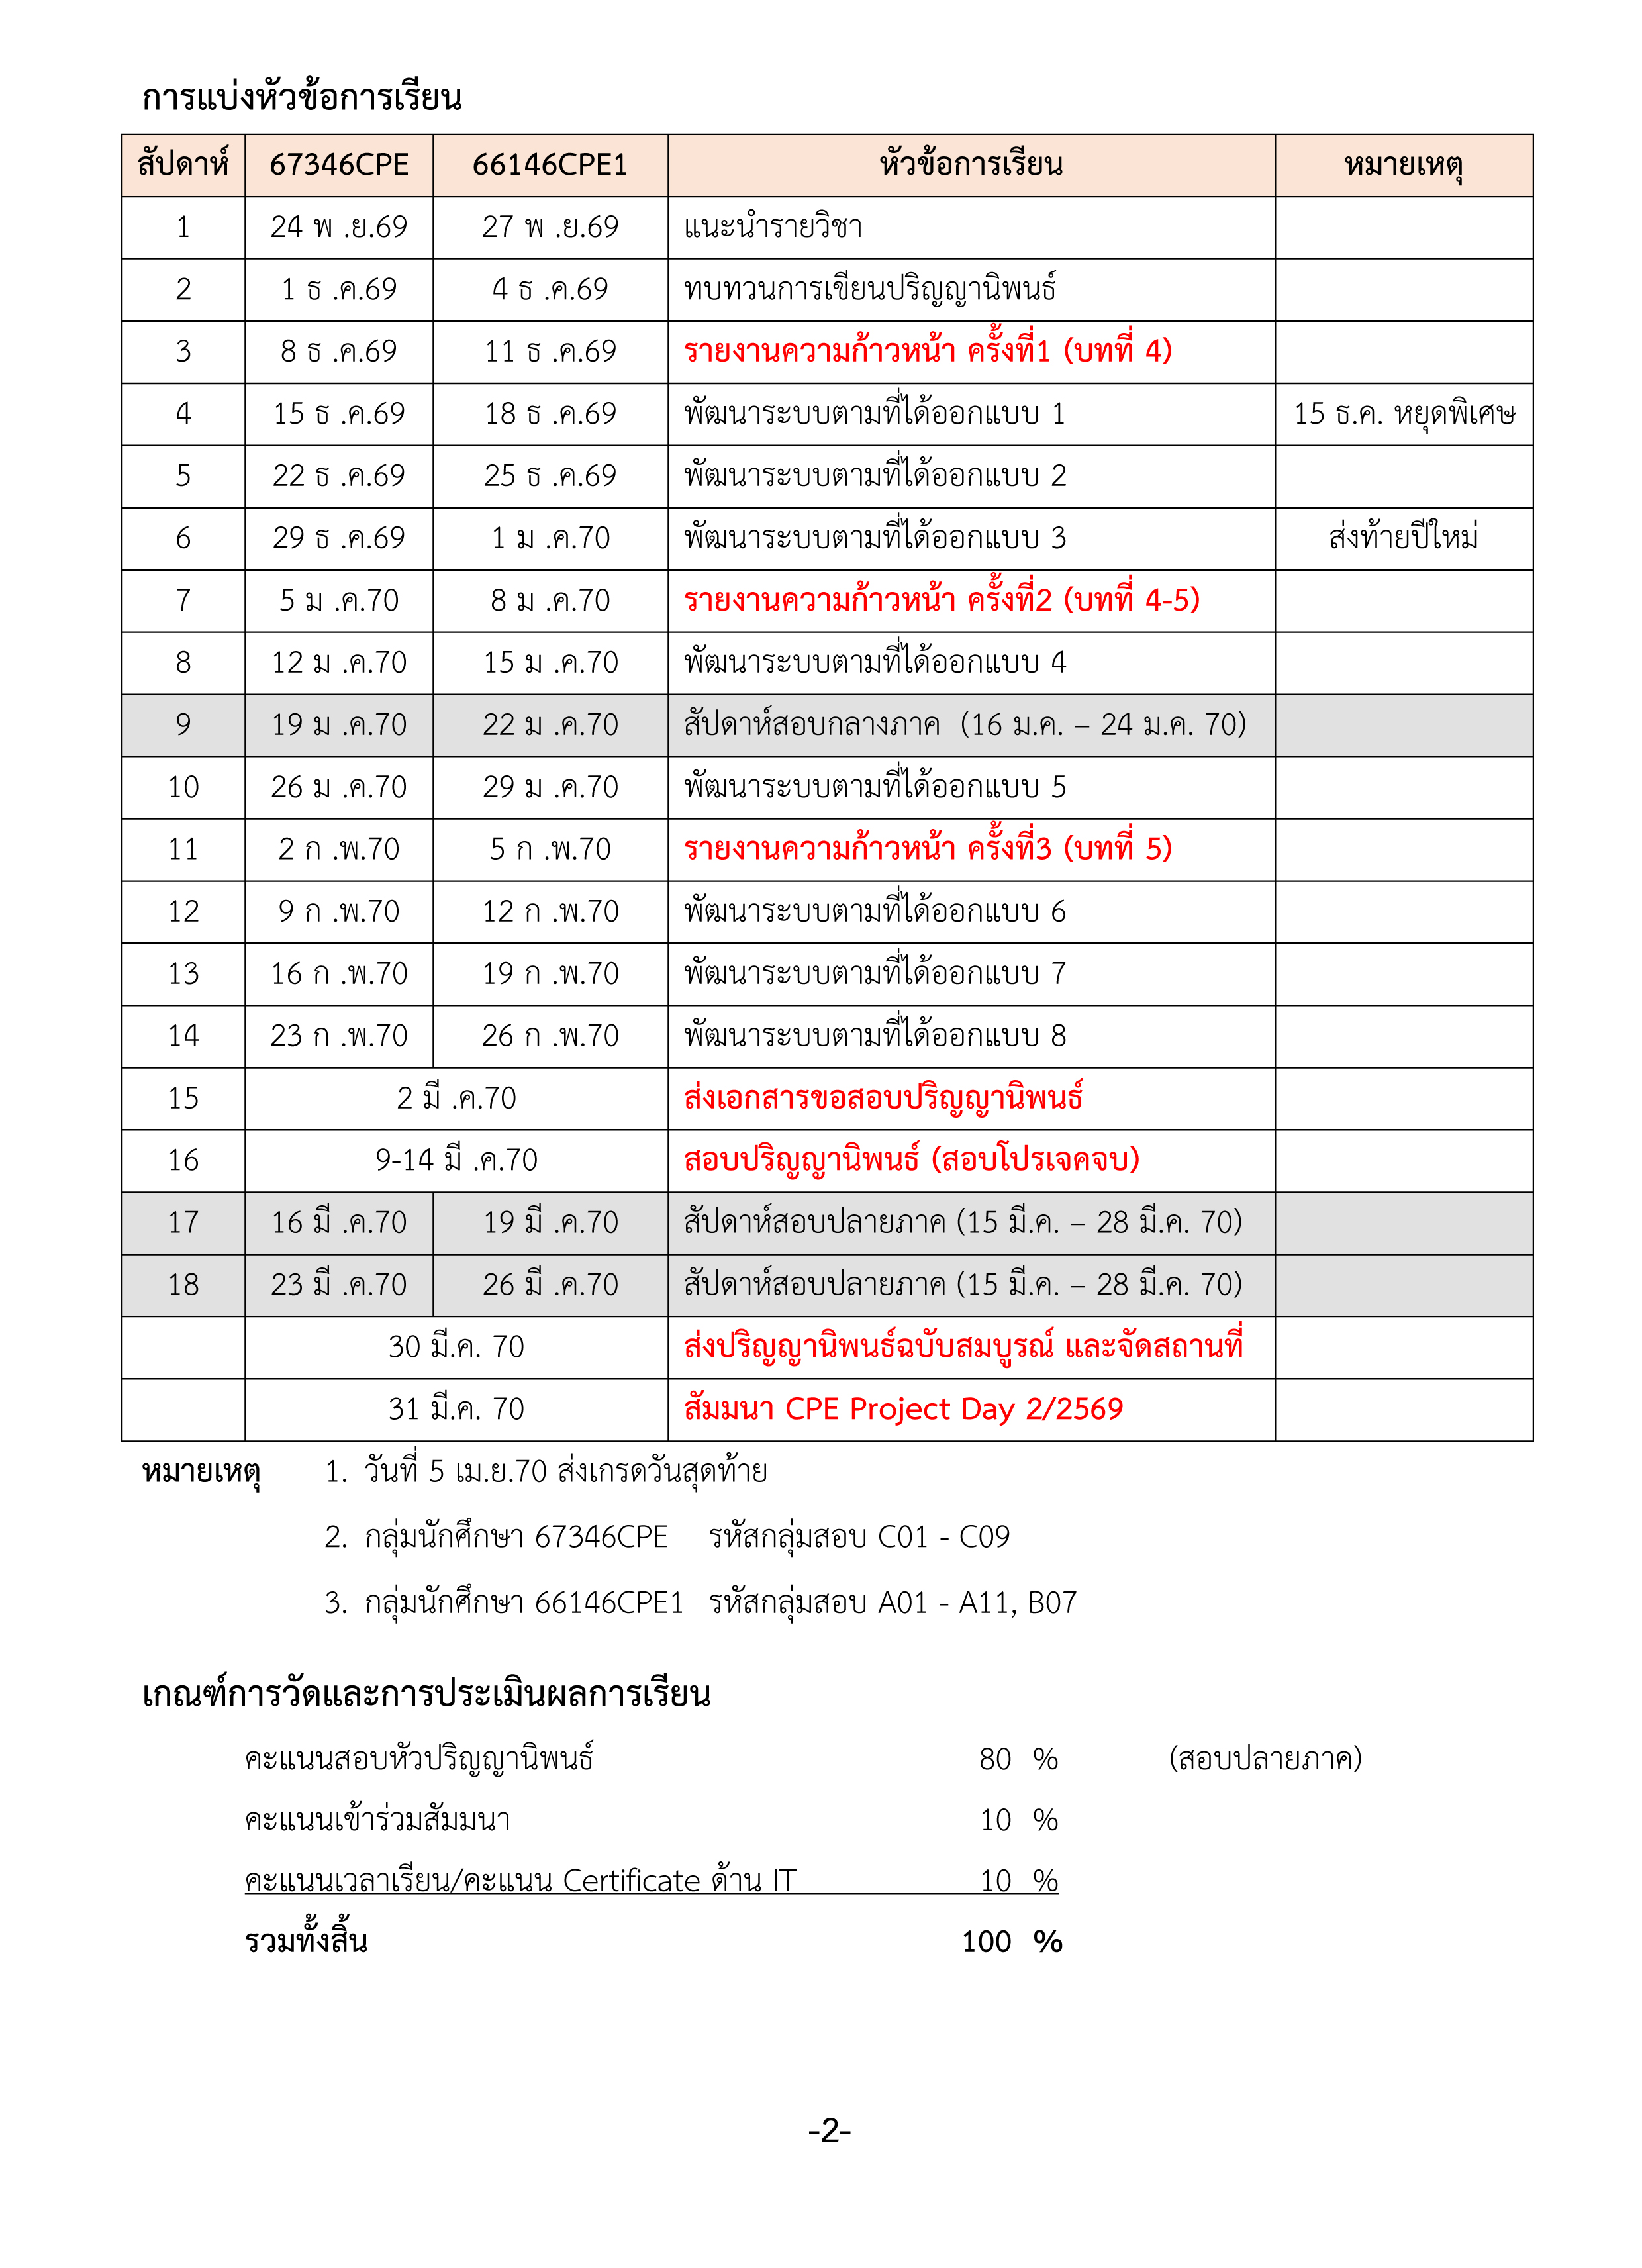 การแบ่งหัวข้อการเรียน
สัปดาห์ 67346CPE 66146CPE1 หัวข้อการเรียน หมายเหตุ
1 24 พ .ย.69 27 พ .ย.69 แนะนำรายวิชา
2 1 ธ .ค.69 4 ธ .ค.69 ทบทวนการเขียนปริญญานิพนธ์
3 8 ธ .ค.69 11 ธ .ค.69 รายงานความก้าวหน้า ครั้งที่1 (บทที่ 4)
4 15 ธ .ค.69 18 ธ .ค.69 พัฒนาระบบตามที่ได้ออกแบบ 1 15 ธ.ค. หยุดพิเศษ
5 22 ธ .ค.69 25 ธ .ค.69 พัฒนาระบบตามที่ได้ออกแบบ 2
6 29 ธ .ค.69 1 ม .ค.70 พัฒนาระบบตามที่ได้ออกแบบ 3 ส่งท้ายปีใหม่
7 5 ม .ค.70 8 ม .ค.70 รายงานความก้าวหน้า ครั้งที่2 (บทที่ 4-5)
8 12 ม .ค.70 15 ม .ค.70 พัฒนาระบบตามที่ได้ออกแบบ 4
9 19 ม .ค.70 22 ม .ค.70 สัปดาห์สอบกลางภาค (16 ม.ค. – 24 ม.ค. 70)
10 26 ม .ค.70 29 ม .ค.70 พัฒนาระบบตามที่ได้ออกแบบ 5
11 2 ก .พ.70 5 ก .พ.70 รายงานความก้าวหน้า ครั้งที่3 (บทที่ 5)
12 9 ก .พ.70 12 ก .พ.70 พัฒนาระบบตามที่ได้ออกแบบ 6
13 16 ก .พ.70 19 ก .พ.70 พัฒนาระบบตามที่ได้ออกแบบ 7
14 23 ก .พ.70 26 ก .พ.70 พัฒนาระบบตามที่ได้ออกแบบ 8
15 2 มี .ค.70 ส่งเอกสารขอสอบปริญญานิพนธ์
16 9-14 มี .ค.70 สอบปริญญานิพนธ์ (สอบโปรเจคจบ)
17 16 มี .ค.70 19 มี .ค.70 สัปดาห์สอบปลายภาค (15 มี.ค. – 28 มี.ค. 70)
18 23 มี .ค.70 26 มี .ค.70 สัปดาห์สอบปลายภาค (15 มี.ค. – 28 มี.ค. 70)
30 มี.ค. 70 ส่งปริญญานิพนธ์ฉบับสมบูรณ์ และจัดสถานที่
31 มี.ค. 70 สัมมนา CPE Project Day 2/2569
หมายเหตุ 1. วันที่ 5 เม.ย.70 ส่งเกรดวันสุดท้าย
2. กลุ่มนักศึกษา 67346CPE รหัสกลุ่มสอบ C01 - C09
3. กลุ่มนักศึกษา 66146CPE1 รหัสกลุ่มสอบ A01 - A11, B07
เกณฑ์การวัดและการประเมินผลการเรียน
คะแนนสอบหัวปริญญานิพนธ์ 80 % (สอบปลายภาค)
คะแนนเข้าร่วมสัมมนา 10 %
คะแนนเวลาเรียน/คะแนน Certificate ด้าน IT 10 %
รวมทั้งสิ้น 100 %
-2-